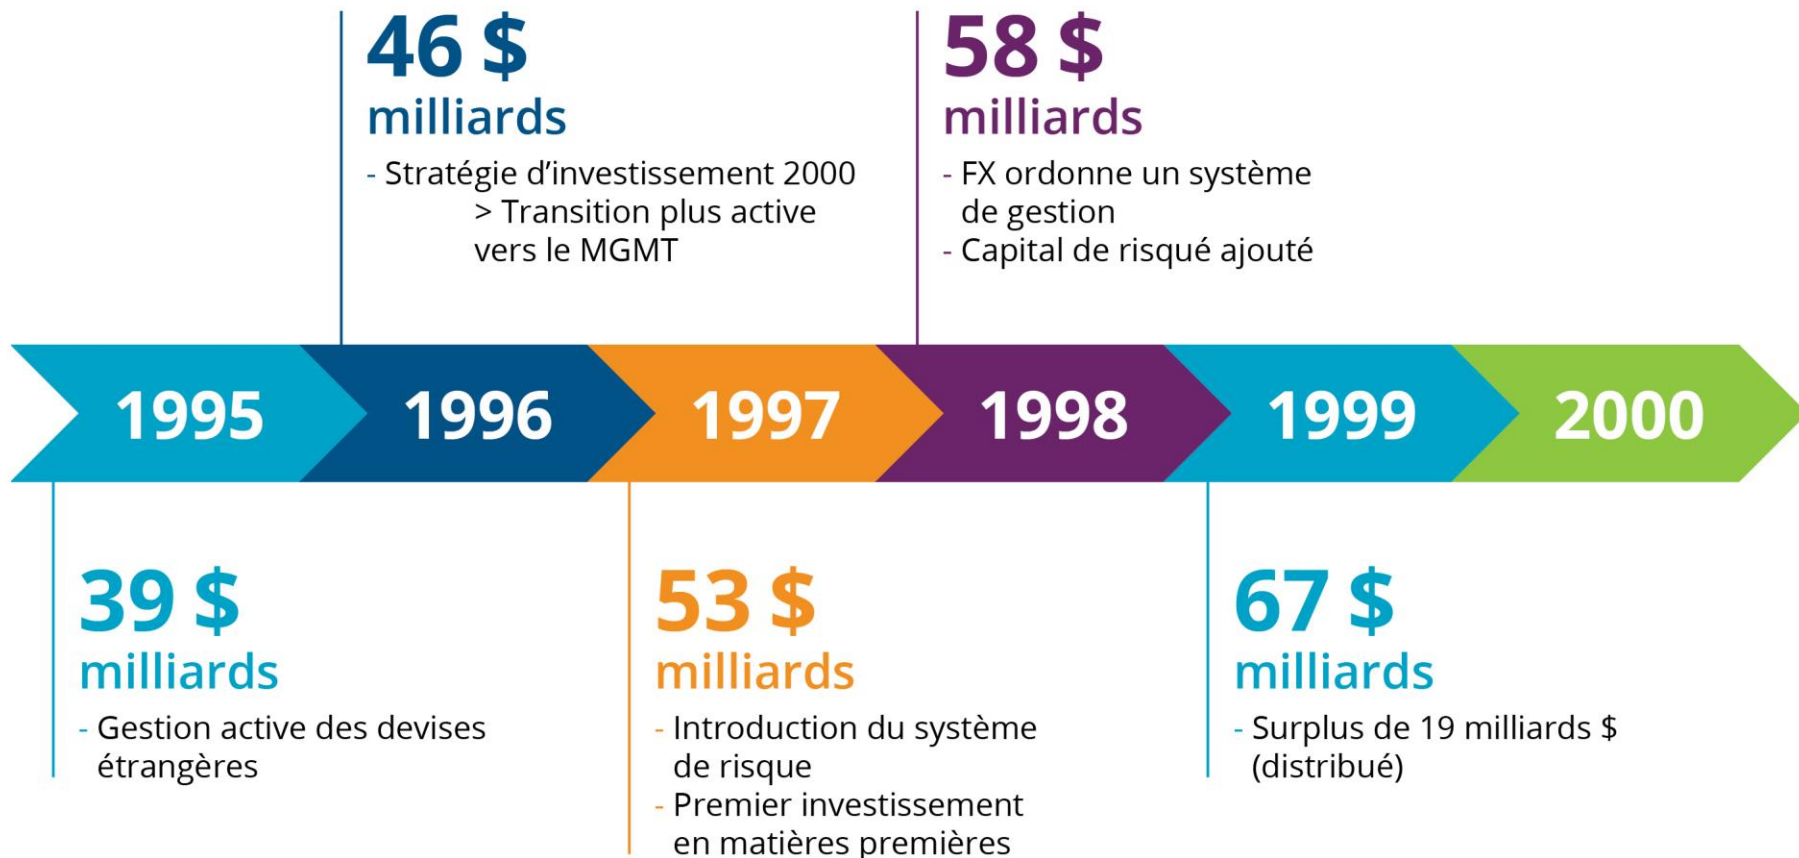 46 $
milliards
- Stratégie d’investissement 2000
> Transition plus active
vers le MGMT
58 $
milliards
- FX ordonne un système
de gestion
- Capital de risqué ajouté
1995
1996
1997
1998
1999
2000
39 $
milliards
- Gestion active des devises
étrangères
53 $
milliards
- Introduction du système
de risque
- Premier investissement
en matières premières
67 $
milliards
- Surplus de 19 milliards $
(distribué)